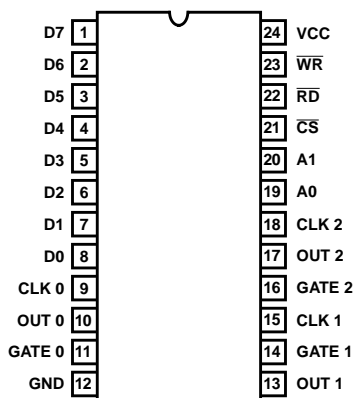 D7 1 24 VCC
D6 2 23 WR
D5 3 22 RD
D4 4 21 CS
D3 5 20 A1
D2 6 19 A0
D1 7 18 CLK 2
D0 8 17 OUT 2
CLK 0 9 16 GATE 2
OUT 0 10 15 CLK 1
GATE 0 11 14 GATE 1
GND 12 13 OUT 1